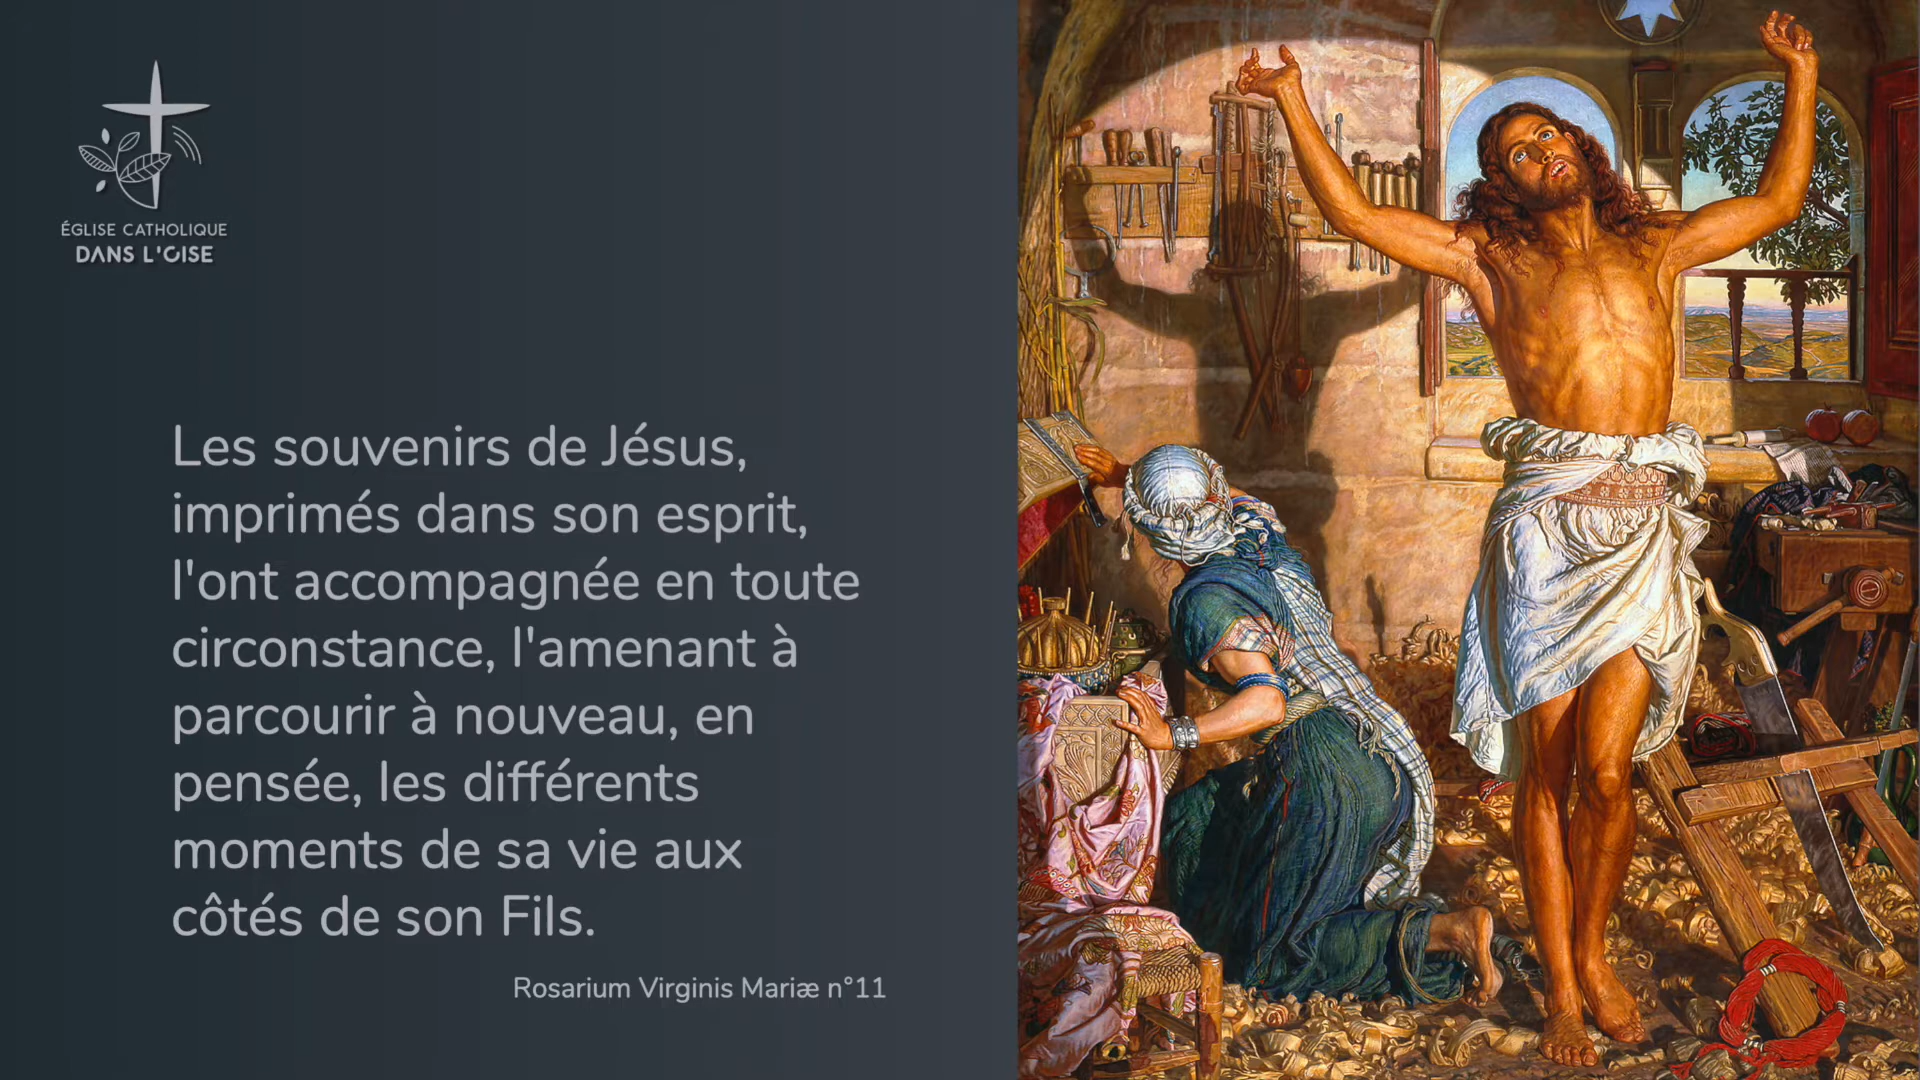 ÉGLISE CATHOLIQUE
DANS L'OISE
Les souvenirs de Jésus,
imprimés dans son esprit,
l'ont accompagnée en toute
circonstance, l'amenant à
parcourir à nouveau, en
pensée, les différents
moments de sa vie aux
côtés de son Fils.
Rosarium Virginis Mariæ n°11